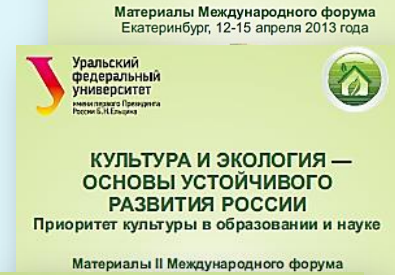 Материалы Международного форума
Екатеринбург, 12-15 апреля 2013 года
Уральский
федеральный
университет
имени первого Президента
России Б.Н.Ельцина
КУЛЬТУРА И ЭКОЛОГИЯ —
ОСНОВЫ УСТОЙЧИВОГО
РАЗВИТИЯ РОССИИ
Приоритет культуры в образовании и науке
Материалы II Международного форума